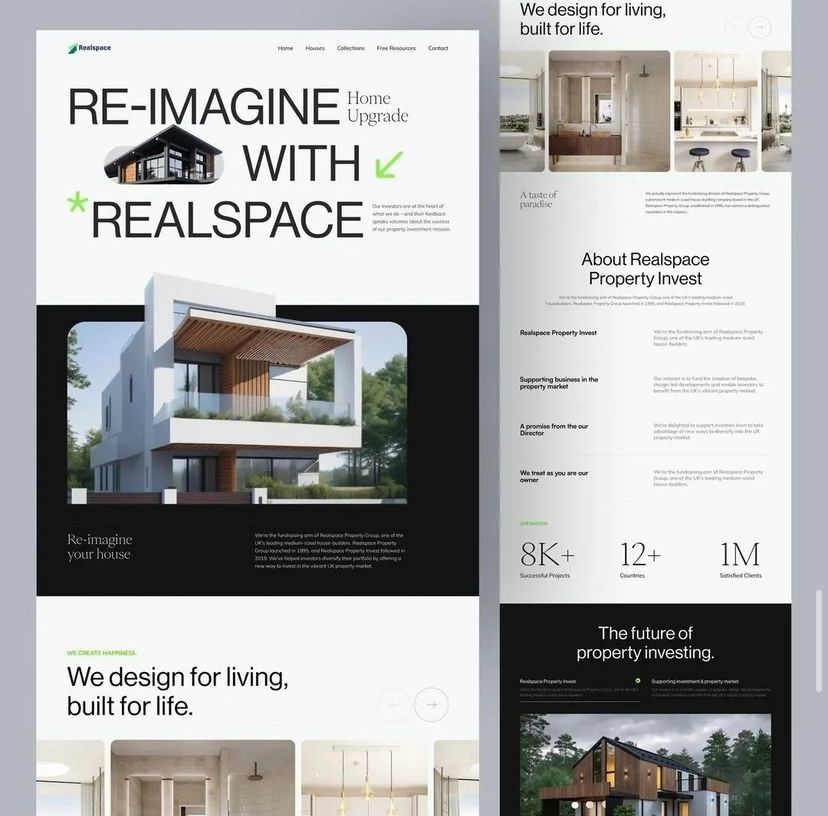 Realspace
Home Houses Collections Free Resources Contact
RE-IMAGINE
Home
Upgrade
WITH
*REALSPACE
Our investors are at the heart of
what we do – and their feedback
speaks volumes about the success
of our property investment mission.
Re-imagine
your house
We're the fundraising arm of Realspace Property Group, one of the
UK's leading medium-sized house-builders. Realspace Property
Group launched in 1995, and Realspace Property Invest followed in
2019. We've helped investors diversify their portfolio by offering a
new way to invest in the vibrant UK property market.
WE CREATE HAPPINESS.
We design for living,
built for life.
We design for living,
built for life.
A taste of
paradise
We proudly represent the fundraising division of Realspace Property Group,
a prominent medium-sized house-building company based in the UK.
Realspace Property Group, established in 1995, has earned a distinguished
reputation in the industry.
About Realspace
Property Invest
We're the fundraising arm of Realspace Property Group, one of the UK's leading medium-sized
housebuilders. Realspace Property Group launched in 1995, and Realspace Property Invest followed in 2019.
Realspace Property Invest
We're the fundraising arm of Realspace Property
Group, one of the UK's leading medium-sized
house-builders.
Supporting business in the
property market
Our mission is to fund the creation of bespoke,
design-led developments and enable investors to
benefit from the UK's vibrant property market.
A promise from the our
Director
We're delighted to support investors keen to take
advantage of new ways to diversify into the UK
property market.
We treat as you are our
owner
We're the fundraising arm of Realspace Property
Group, one of the UK's leading medium-sized
house-builders.
OUR SUCCESS
8K+ 12+ 1M
Successful Projects Countries Satisfied Clients
The future of
property investing.
Realspace Property Invest
Supporting investment & property market